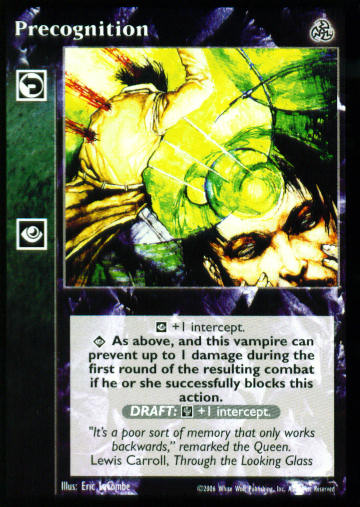 Precognition
+1 intercept.
As above, and this vampire can
prevent up to 1 damage during the
first round of the resulting combat
if he or she successfully blocks this
action.
DRAFT: +1 intercept.
"It's a poor sort of memory that only works
backwards," remarked the Queen.
Lewis Carroll, Through the Looking Glass
Illus: Eric LaCombe
©2006 White Wolf Publishing, Inc. All Rights Reserved